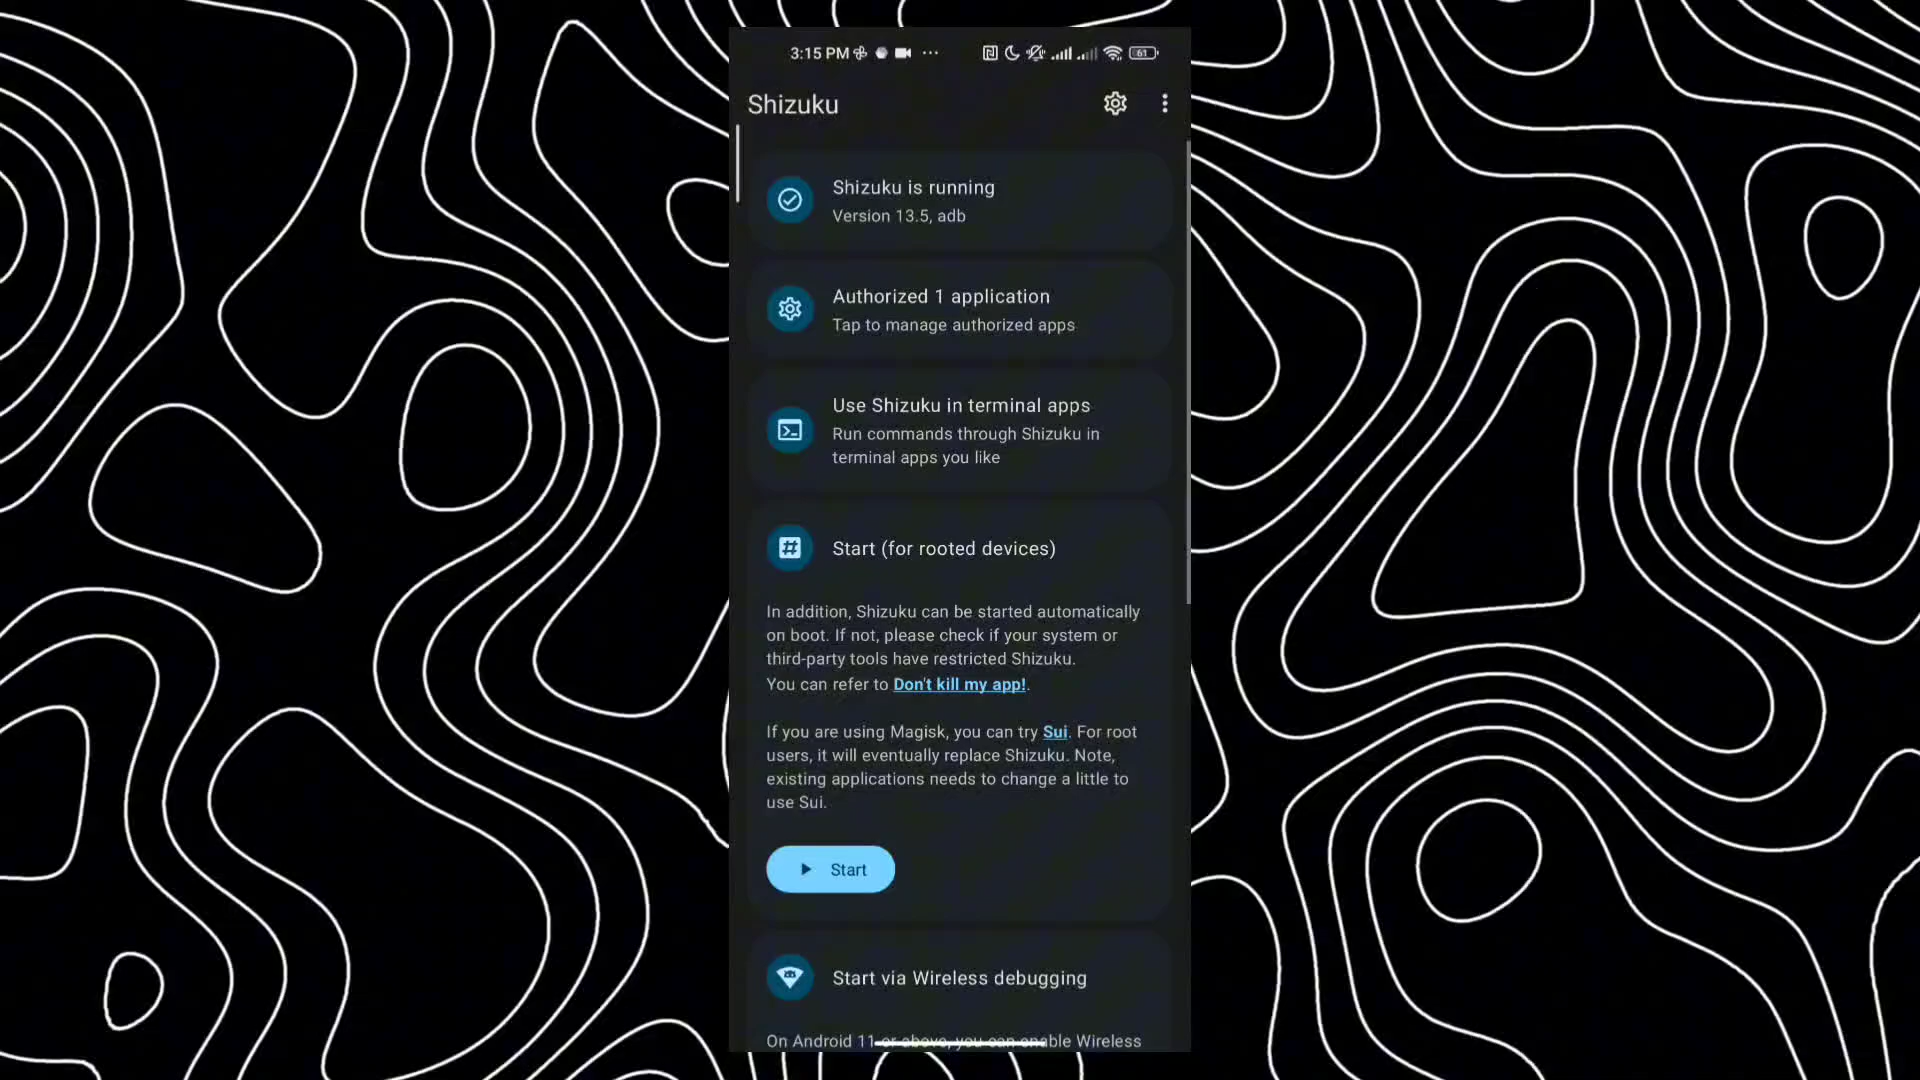 3:15 PM
61
Shizuku
Shizuku is running
Version 13.5, adb
Authorized 1 application
Tap to manage authorized apps
Use Shizuku in terminal apps
Run commands through Shizuku in
terminal apps you like
Start (for rooted devices)
In addition, Shizuku can be started automatically
on boot. If not, please check if your system or
third-party tools have restricted Shizuku.
You can refer to Don't kill my app!.
If you are using Magisk, you can try Sui. For root
users, it will eventually replace Shizuku. Note,
existing applications needs to change a little to
use Sui.
Start
Start via Wireless debugging
On Android 11 or above, you can enable Wireless